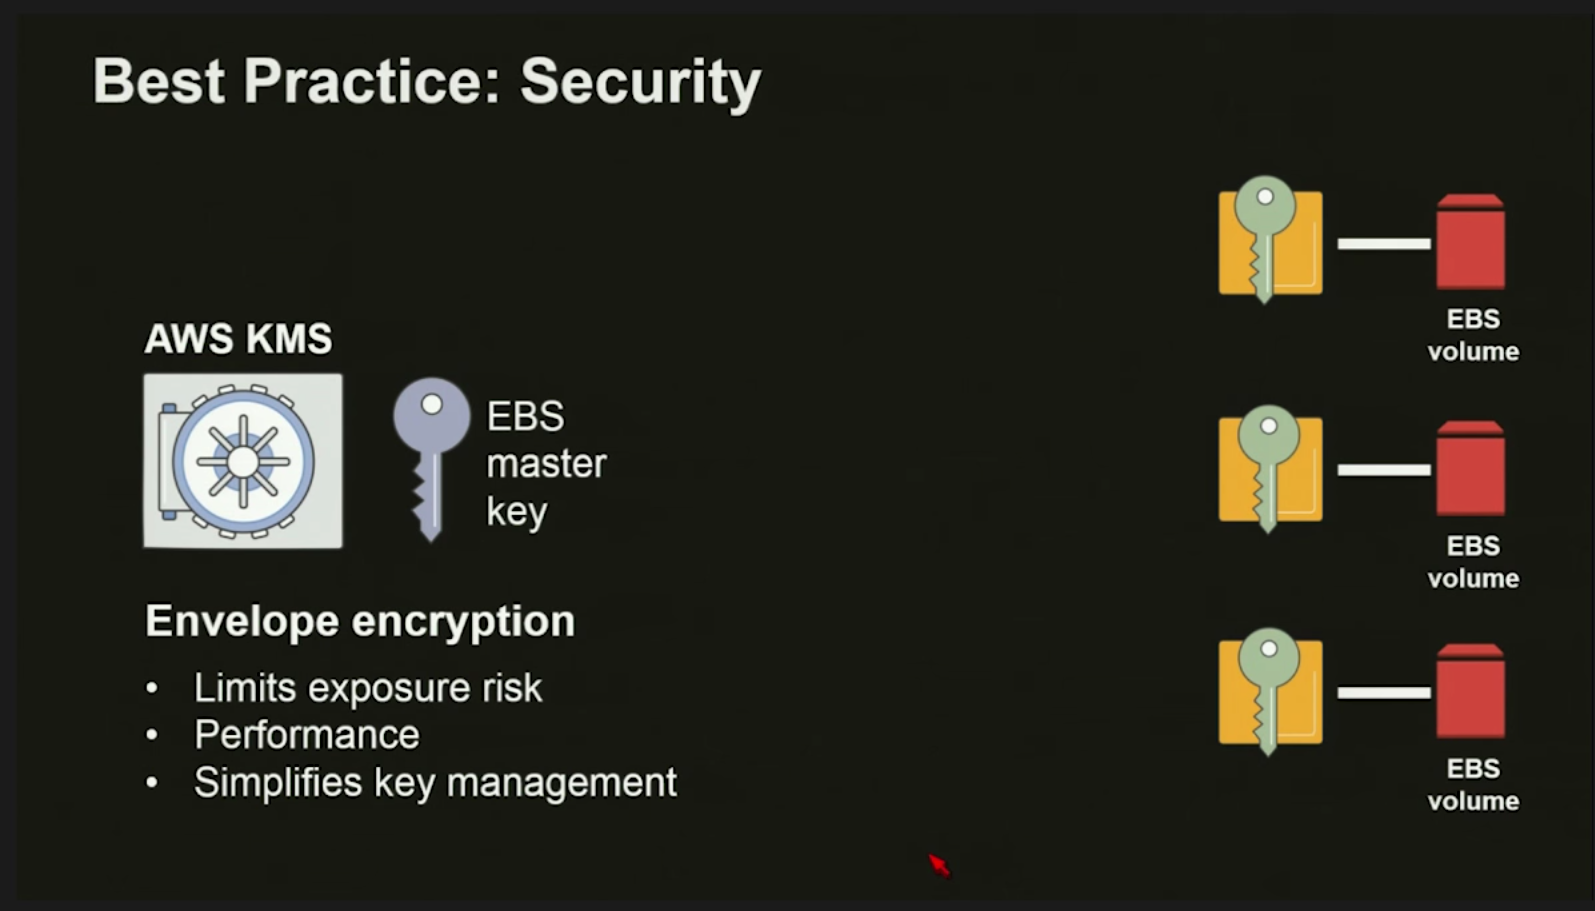 Best Practice: Security
AWS KMS
EBS
master
key
Envelope encryption
• Limits exposure risk
• Performance
• Simplifies key management
EBS
volume
EBS
volume
EBS
volume